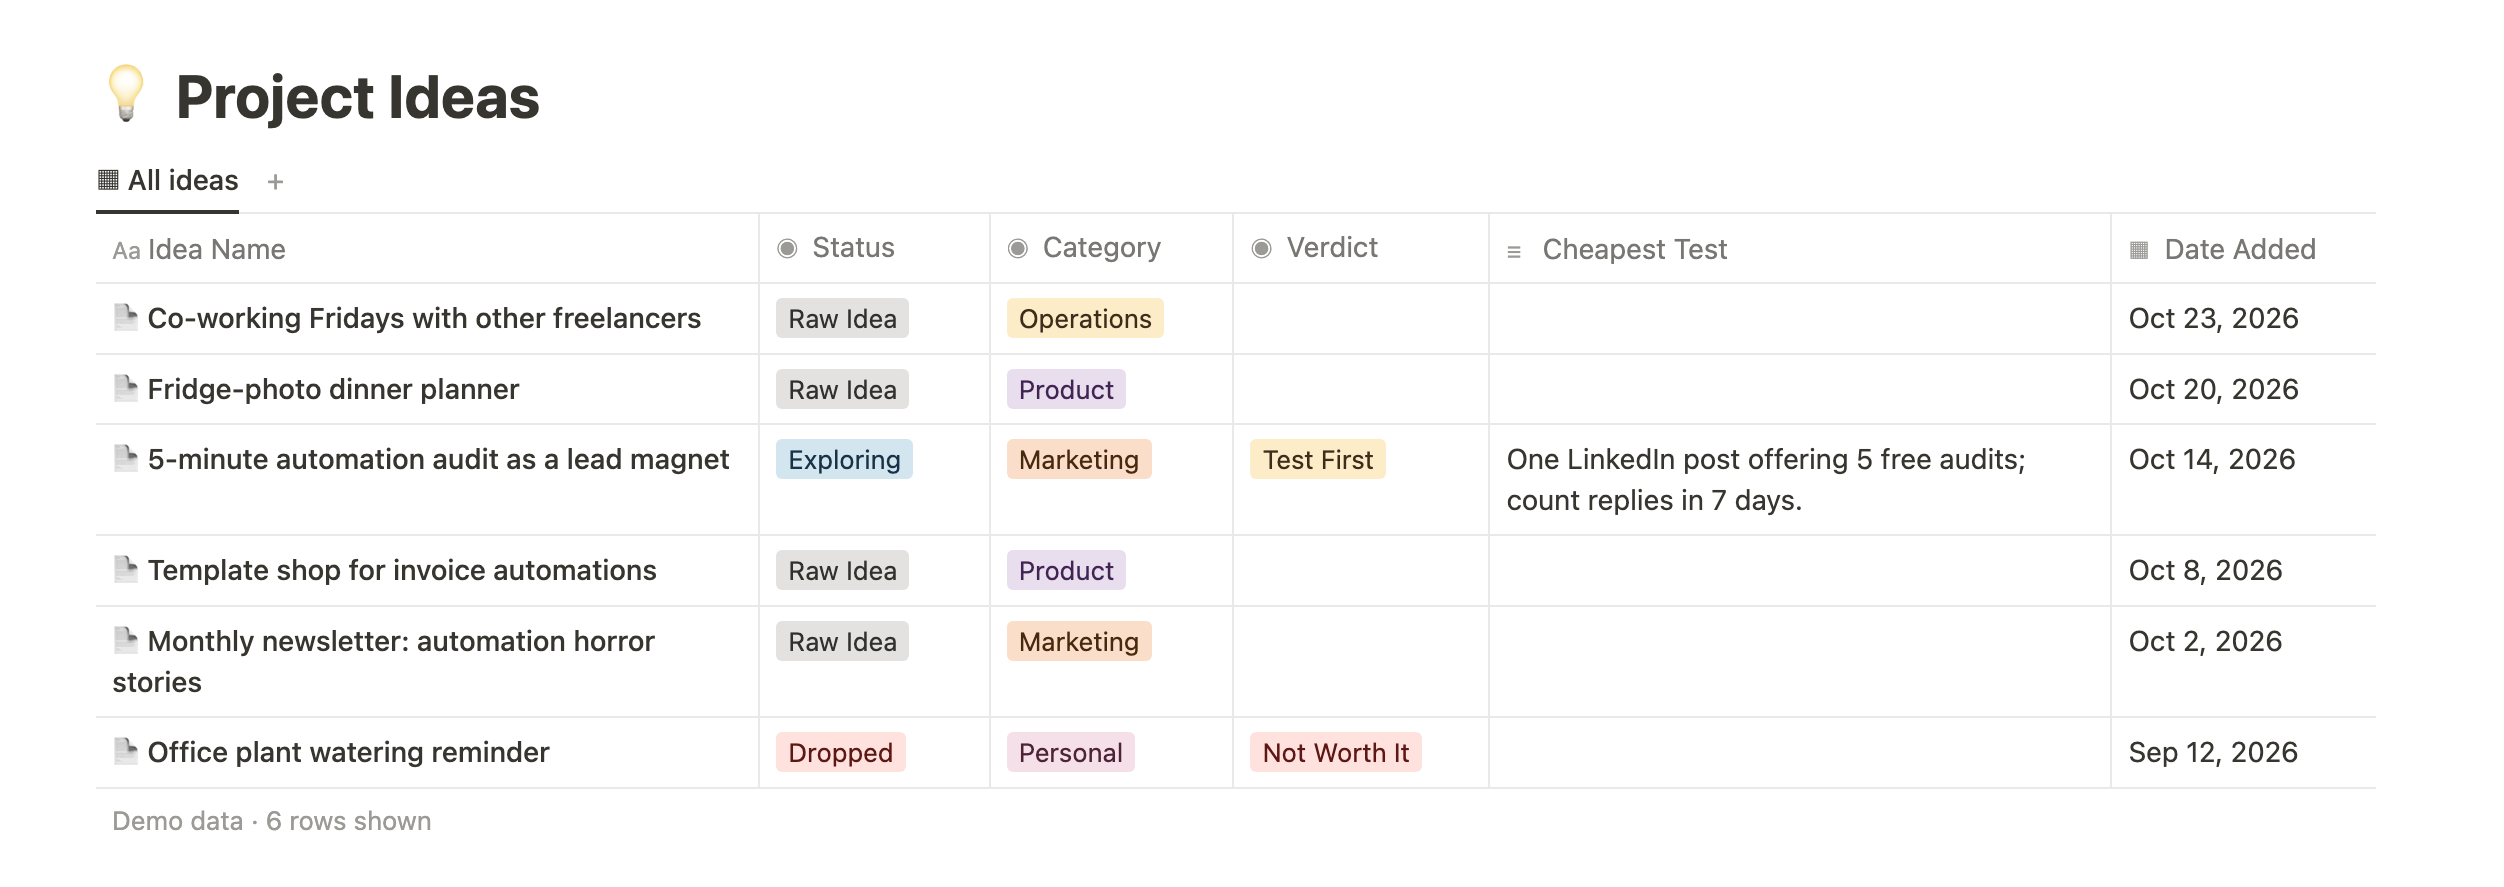 💡 Project Ideas
All ideas +
Aa Idea Name Status Category Verdict Cheapest Test Date Added
Co-working Fridays with other freelancers Raw Idea Operations Oct 23, 2026
Fridge-photo dinner planner Raw Idea Product Oct 20, 2026
5-minute automation audit as a lead magnet Exploring Marketing Test First One LinkedIn post offering 5 free audits; Oct 14, 2026
count replies in 7 days.
Template shop for invoice automations Raw Idea Product Oct 8, 2026
Monthly newsletter: automation horror Raw Idea Marketing Oct 2, 2026
stories
Office plant watering reminder Dropped Personal Not Worth It Sep 12, 2026
Demo data · 6 rows shown